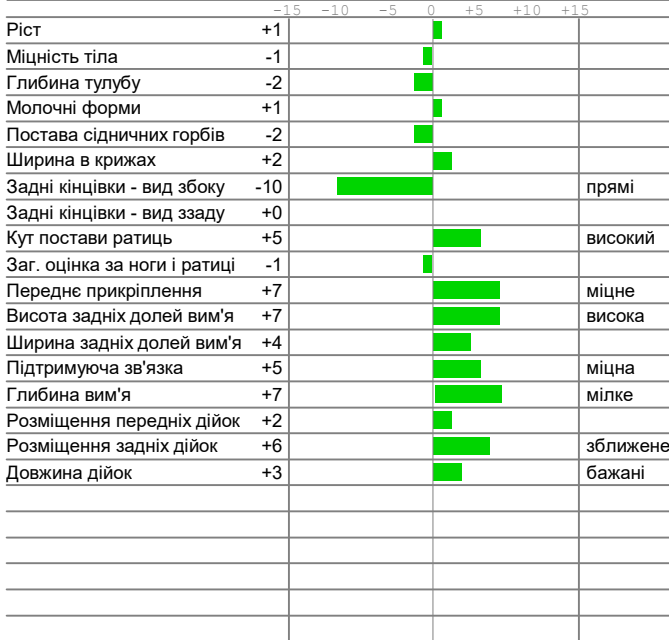 -15 -10 -5 0 +5 +10 +15
Ріст +1
Міцність тіла -1
Глибина тулубу -2
Молочні форми +1
Постава сідничних горбів -2
Ширина в крижах +2
Задні кінцівки - вид збоку -10 прямі
Задні кінцівки - вид ззаду +0
Кут постави ратиць +5 високий
Заг. оцінка за ноги і ратиці -1
Переднє прикріплення +7 міцне
Висота задніх долей вим'я +7 висока
Ширина задніх долей вим'я +4
Підтримуюча зв'язка +5 міцна
Глибина вим'я +7 мілке
Розміщення передніх дійок +2
Розміщення задніх дійок +6 зближене
Довжина дійок +3 бажані